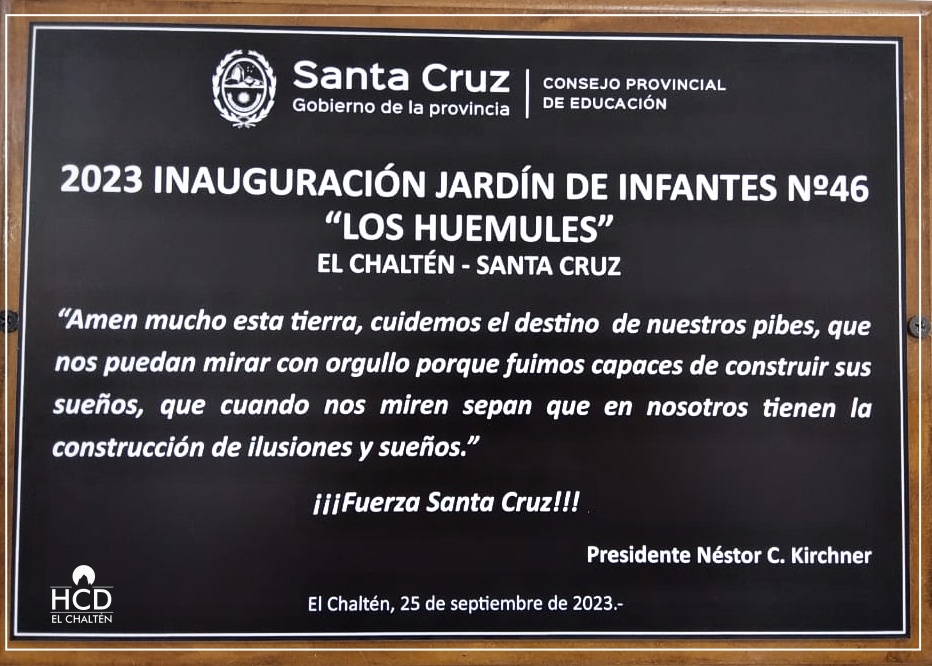 Santa Cruz
Gobierno de la provincia
CONSEJO PROVINCIAL
DE EDUCACIÓN
2023 INAUGURACIÓN JARDÍN DE INFANTES Nº46
“LOS HUEMULES”
EL CHALTÉN - SANTA CRUZ
“Amen mucho esta tierra, cuidemos el destino de nuestros pibes, que
nos puedan mirar con orgullo porque fuimos capaces de construir sus
sueños, que cuando nos miren sepan que en nosotros tienen la
construcción de ilusiones y sueños.”
¡¡¡Fuerza Santa Cruz!!!
Presidente Néstor C. Kirchner
El Chaltén, 25 de septiembre de 2023.-
HCD
EL CHALTÉN